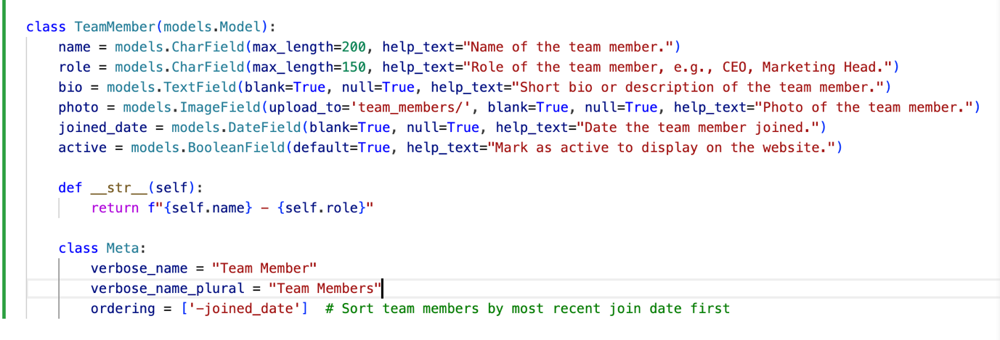 class TeamMember(models.Model):
    name = models.CharField(max_length=200, help_text="Name of the team member.")
    role = models.CharField(max_length=150, help_text="Role of the team member, e.g., CEO, Marketing Head.")
    bio = models.TextField(blank=True, null=True, help_text="Short bio or description of the team member.")
    photo = models.ImageField(upload_to='team_members/', blank=True, null=True, help_text="Photo of the team member.")
    joined_date = models.DateField(blank=True, null=True, help_text="Date the team member joined.")
    active = models.BooleanField(default=True, help_text="Mark as active to display on the website.")

    def __str__(self):
        return f"{self.name} - {self.role}"

    class Meta:
        verbose_name = "Team Member"
        verbose_name_plural = "Team Members"
        ordering = ['-joined_date']  # Sort team members by most recent join date first